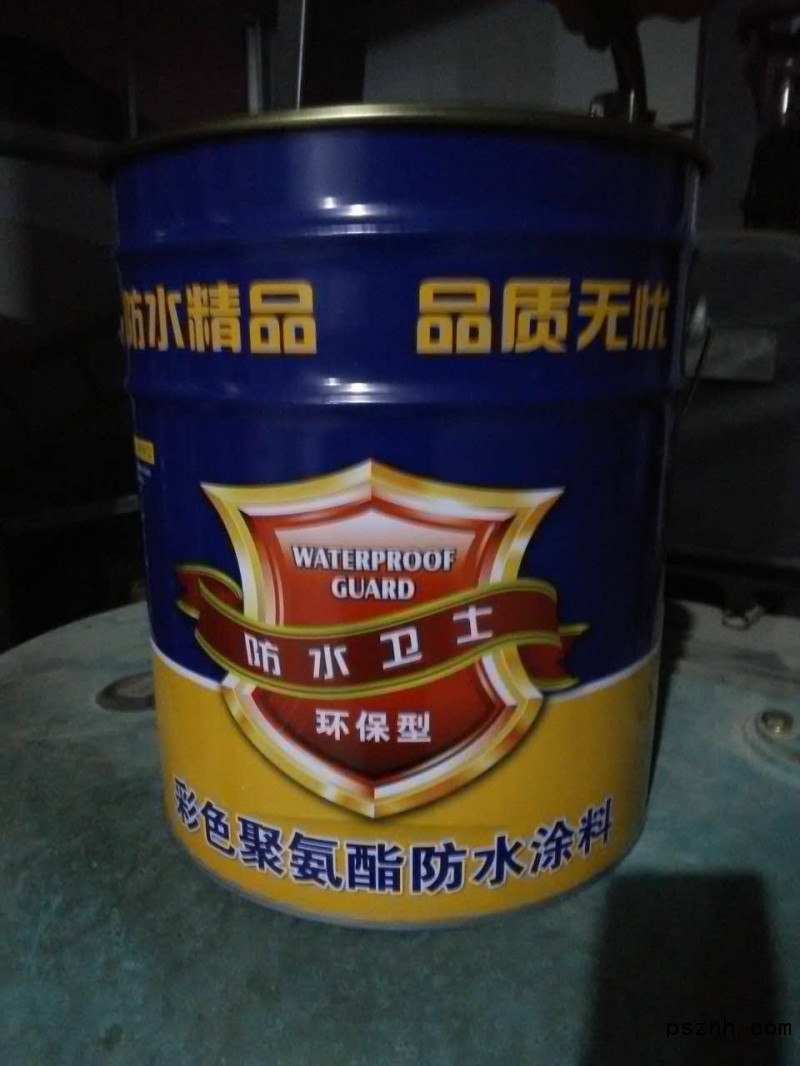 防水精品 品质无忧
WATERPROOF
GUARD
防水卫士
环保型
彩色聚氨酯防水涂料
psznh.com